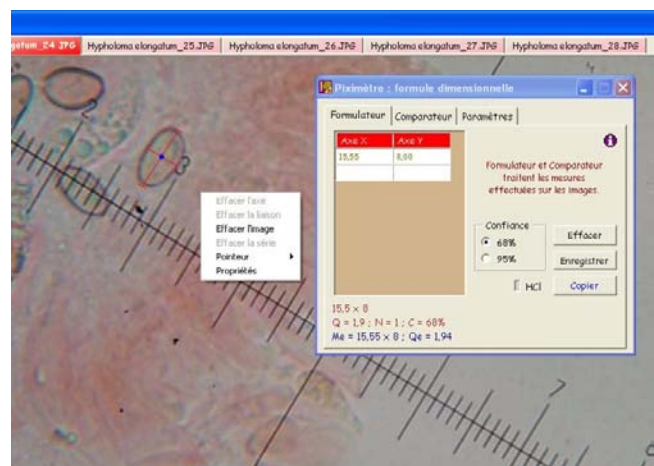 Hypholoma elongatum_25.JPG
Hypholoma elongatum_26.JPG
Hypholoma elongatum_27.JPG
Hypholoma elongatum_28.JPG
Piximètre : formule dimensionnelle
Formulateur
Comparateur
Paramètres
Axe X
Axe Y
15,55
8,00
Formulateur et Comparateur
traitent les mesures
effectuées sur les images.
Confiance
68%
95%
Effacer
Enregistrer
HCl
Copier
15,5 × 8
Q = 1,9 ; N = 1 ; C = 68%
Me = 15,55 × 8 ; Qe = 1,94
Effacer l'axe
Effacer la liaison
Effacer l'image
Effacer la série
Pointeur
Propriétés
2
3
7